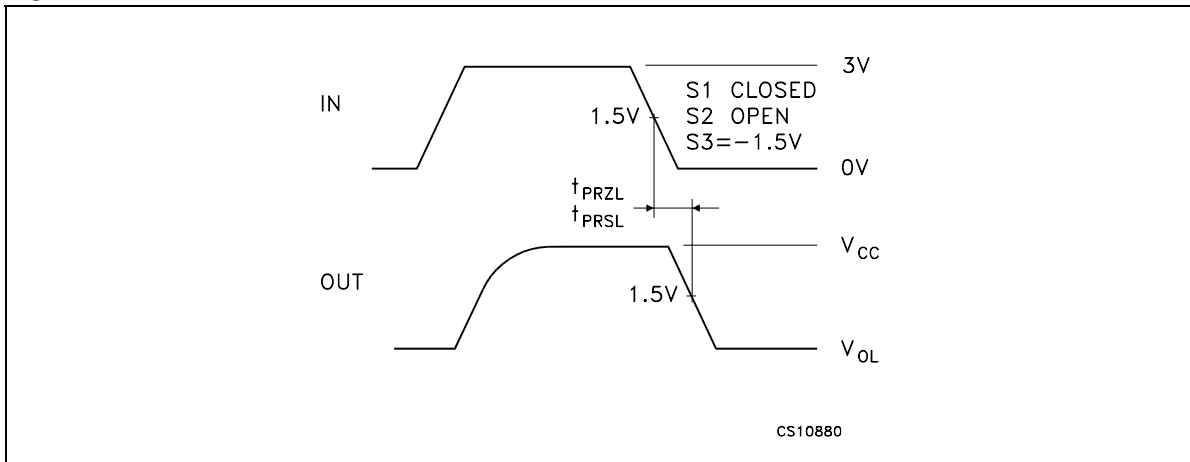 3V
S1 CLOSED
IN
1.5V
S2 OPEN
S3=-1.5V
0V
tPRZL
tPRSL
VCC
OUT
1.5V
VOL
CS10880